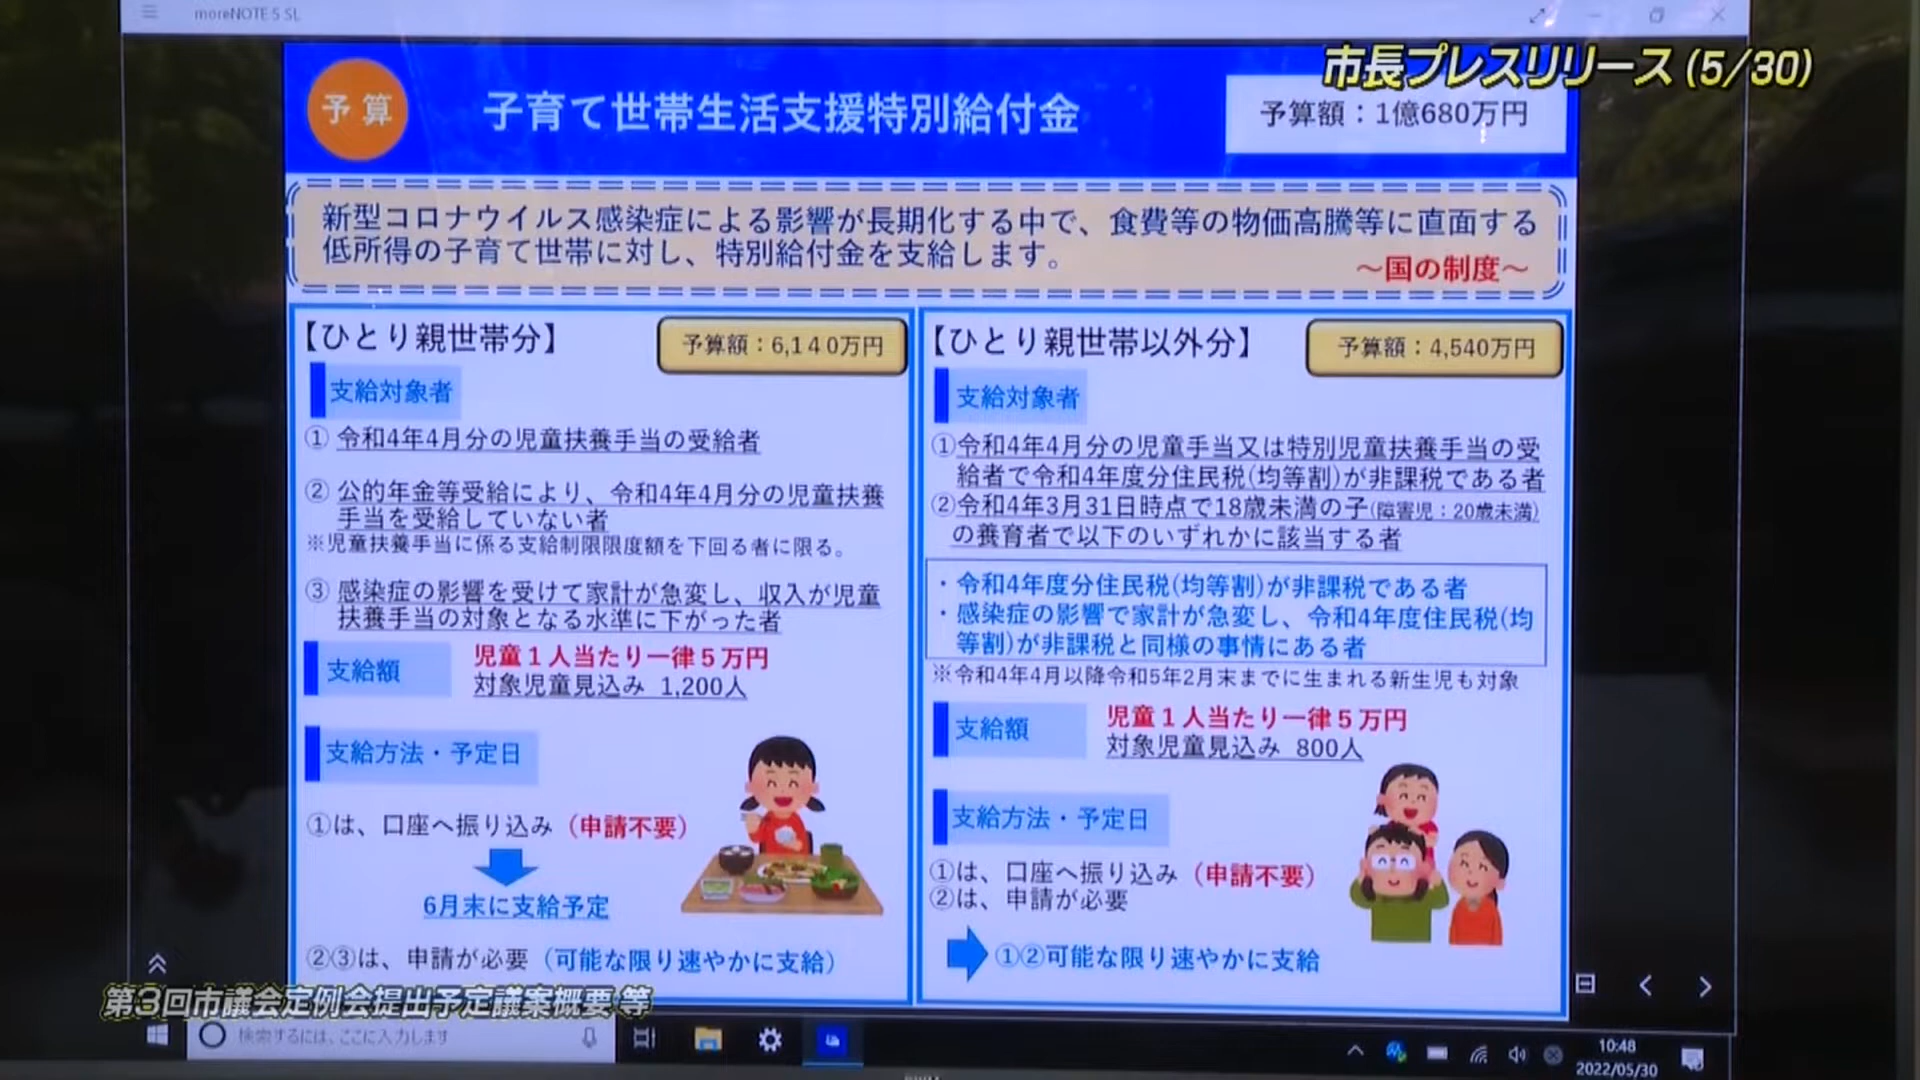 moreNOTE 5 SL
市長プレスリリース(5/30)
予算
子育て世帯生活支援特別給付金
予算額：1億680万円
新型コロナウイルス感染症による影響が長期化する中で、食費等の物価高騰等に直面する
低所得の子育て世帯に対し、特別給付金を支給します。
～国の制度～
【ひとり親世帯分】
予算額：6,140万円
支給対象者
① 令和4年4月分の児童扶養手当の受給者
② 公的年金等受給により、令和4年4月分の児童扶養
手当を受給していない者
※児童扶養手当に係る支給制限限度額を下回る者に限る。
③ 感染症の影響を受けて家計が急変し、収入が児童
扶養手当の対象となる水準に下がった者
支給額
児童１人当たり一律５万円
対象児童見込み 1,200人
支給方法・予定日
①は、口座へ振り込み（申請不要）
6月末に支給予定
②③は、申請が必要（可能な限り速やかに支給）
【ひとり親世帯以外分】
予算額：4,540万円
支給対象者
①令和4年4月分の児童手当又は特別児童扶養手当の受
給者で令和4年度分住民税(均等割)が非課税である者
②令和4年3月31日時点で18歳未満の子(障害児：20歳未満)
の養育者で以下のいずれかに該当する者
・令和4年度分住民税(均等割)が非課税である者
・感染症の影響で家計が急変し、令和4年度住民税(均
等割)が非課税と同様の事情にある者
※令和4年4月以降令和5年2月末までに生まれる新生児も対象
支給額
児童１人当たり一律５万円
対象児童見込み 800人
支給方法・予定日
①は、口座へ振り込み（申請不要）
②は、申請が必要
①②可能な限り速やかに支給
第3回市議会定例会提出予定議案概要 等
検索するには、ここに入力します
10:48
2022/05/30